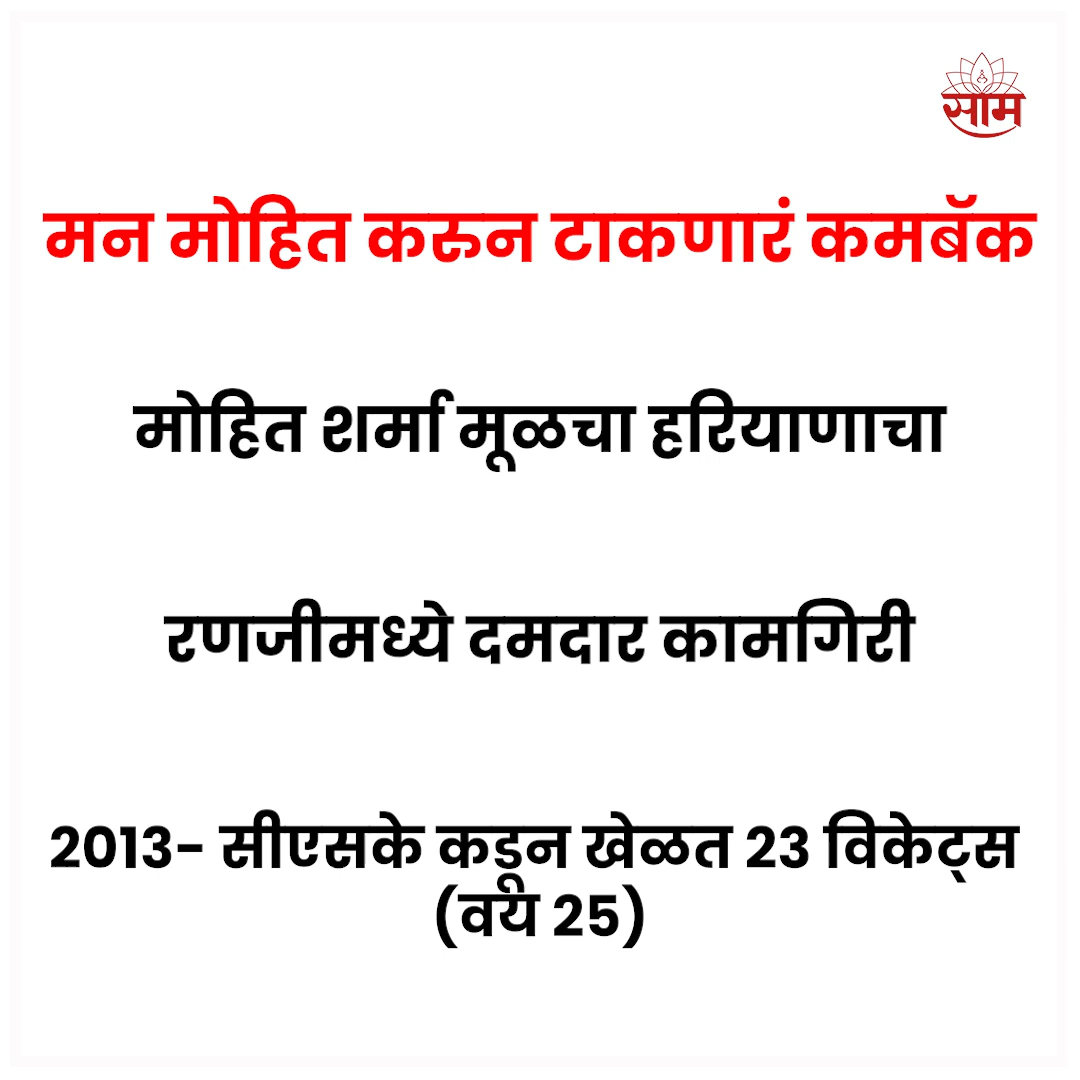 साम
मन मोहित करुन टाकणारं कमबॅक
मोहित शर्मा मूळचा हरियाणाचा
रणजीमध्ये दमदार कामगिरी
2013- सीएसके कडून खेळत 23 विकेट्स
(वय 25)